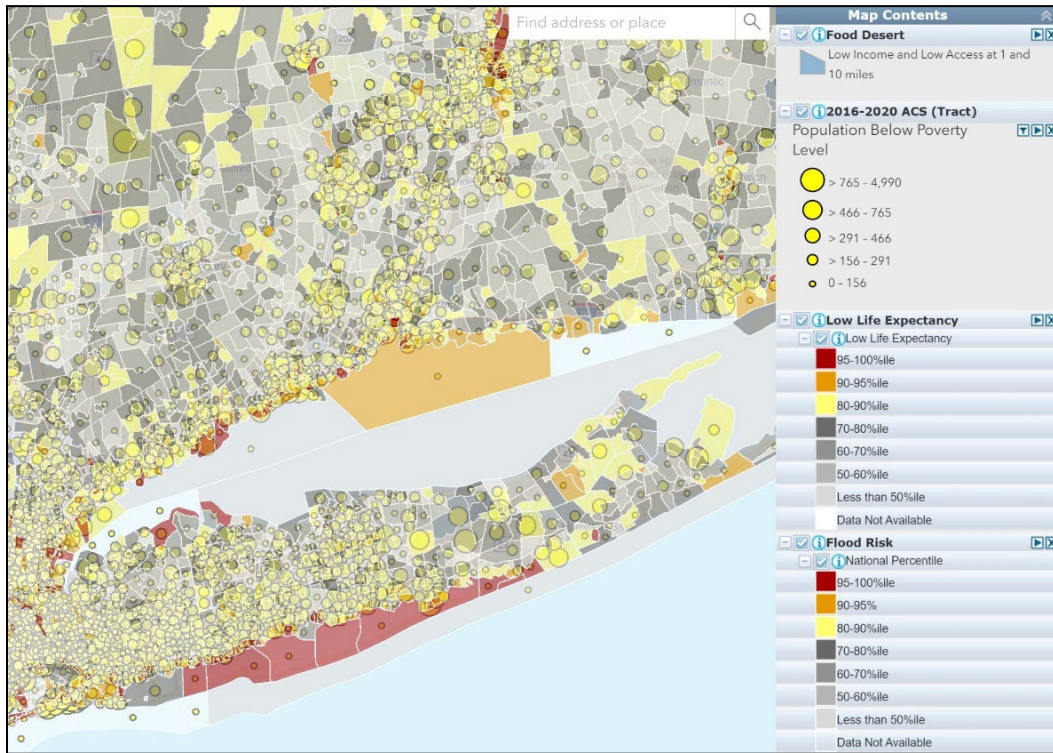 Find address or place
Map Contents
Food Desert
Low Income and Low Access at 1 and
10 miles
2016-2020 ACS (Tract)
Population Below Poverty
Level
> 765 - 4,990
> 466 - 765
> 291 - 466
> 156 - 291
0 - 156
Low Life Expectancy
Low Life Expectancy
95-100%ile
90-95%ile
80-90%ile
70-80%ile
60-70%ile
50-60%ile
Less than 50%ile
Data Not Available
Flood Risk
National Percentile
95-100%ile
90-95%
80-90%ile
70-80%ile
60-70%ile
50-60%ile
Less than 50%ile
Data Not Available